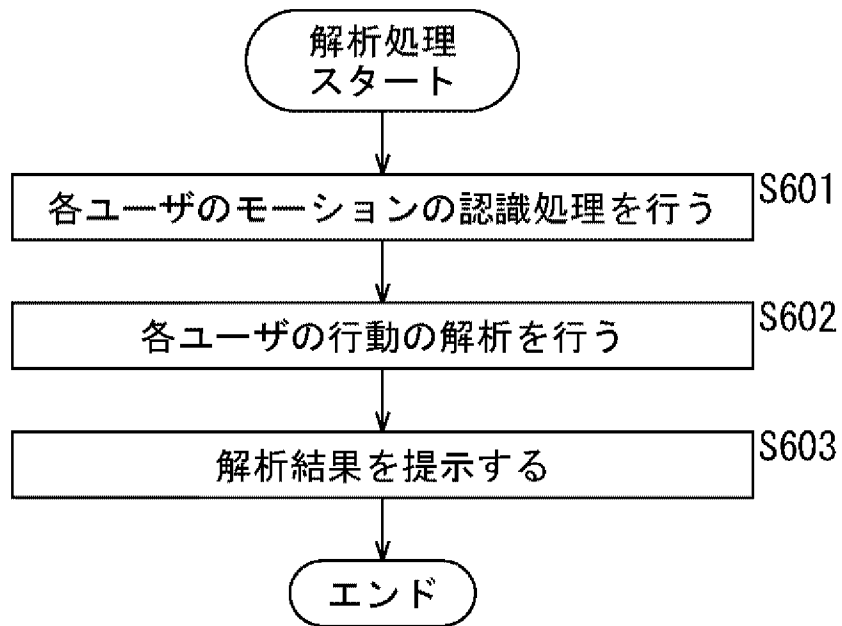 解析処理
スタート
各ユーザのモーションの認識処理を行う
S601
各ユーザの行動の解析を行う
S602
解析結果を提示する
S603
エンド